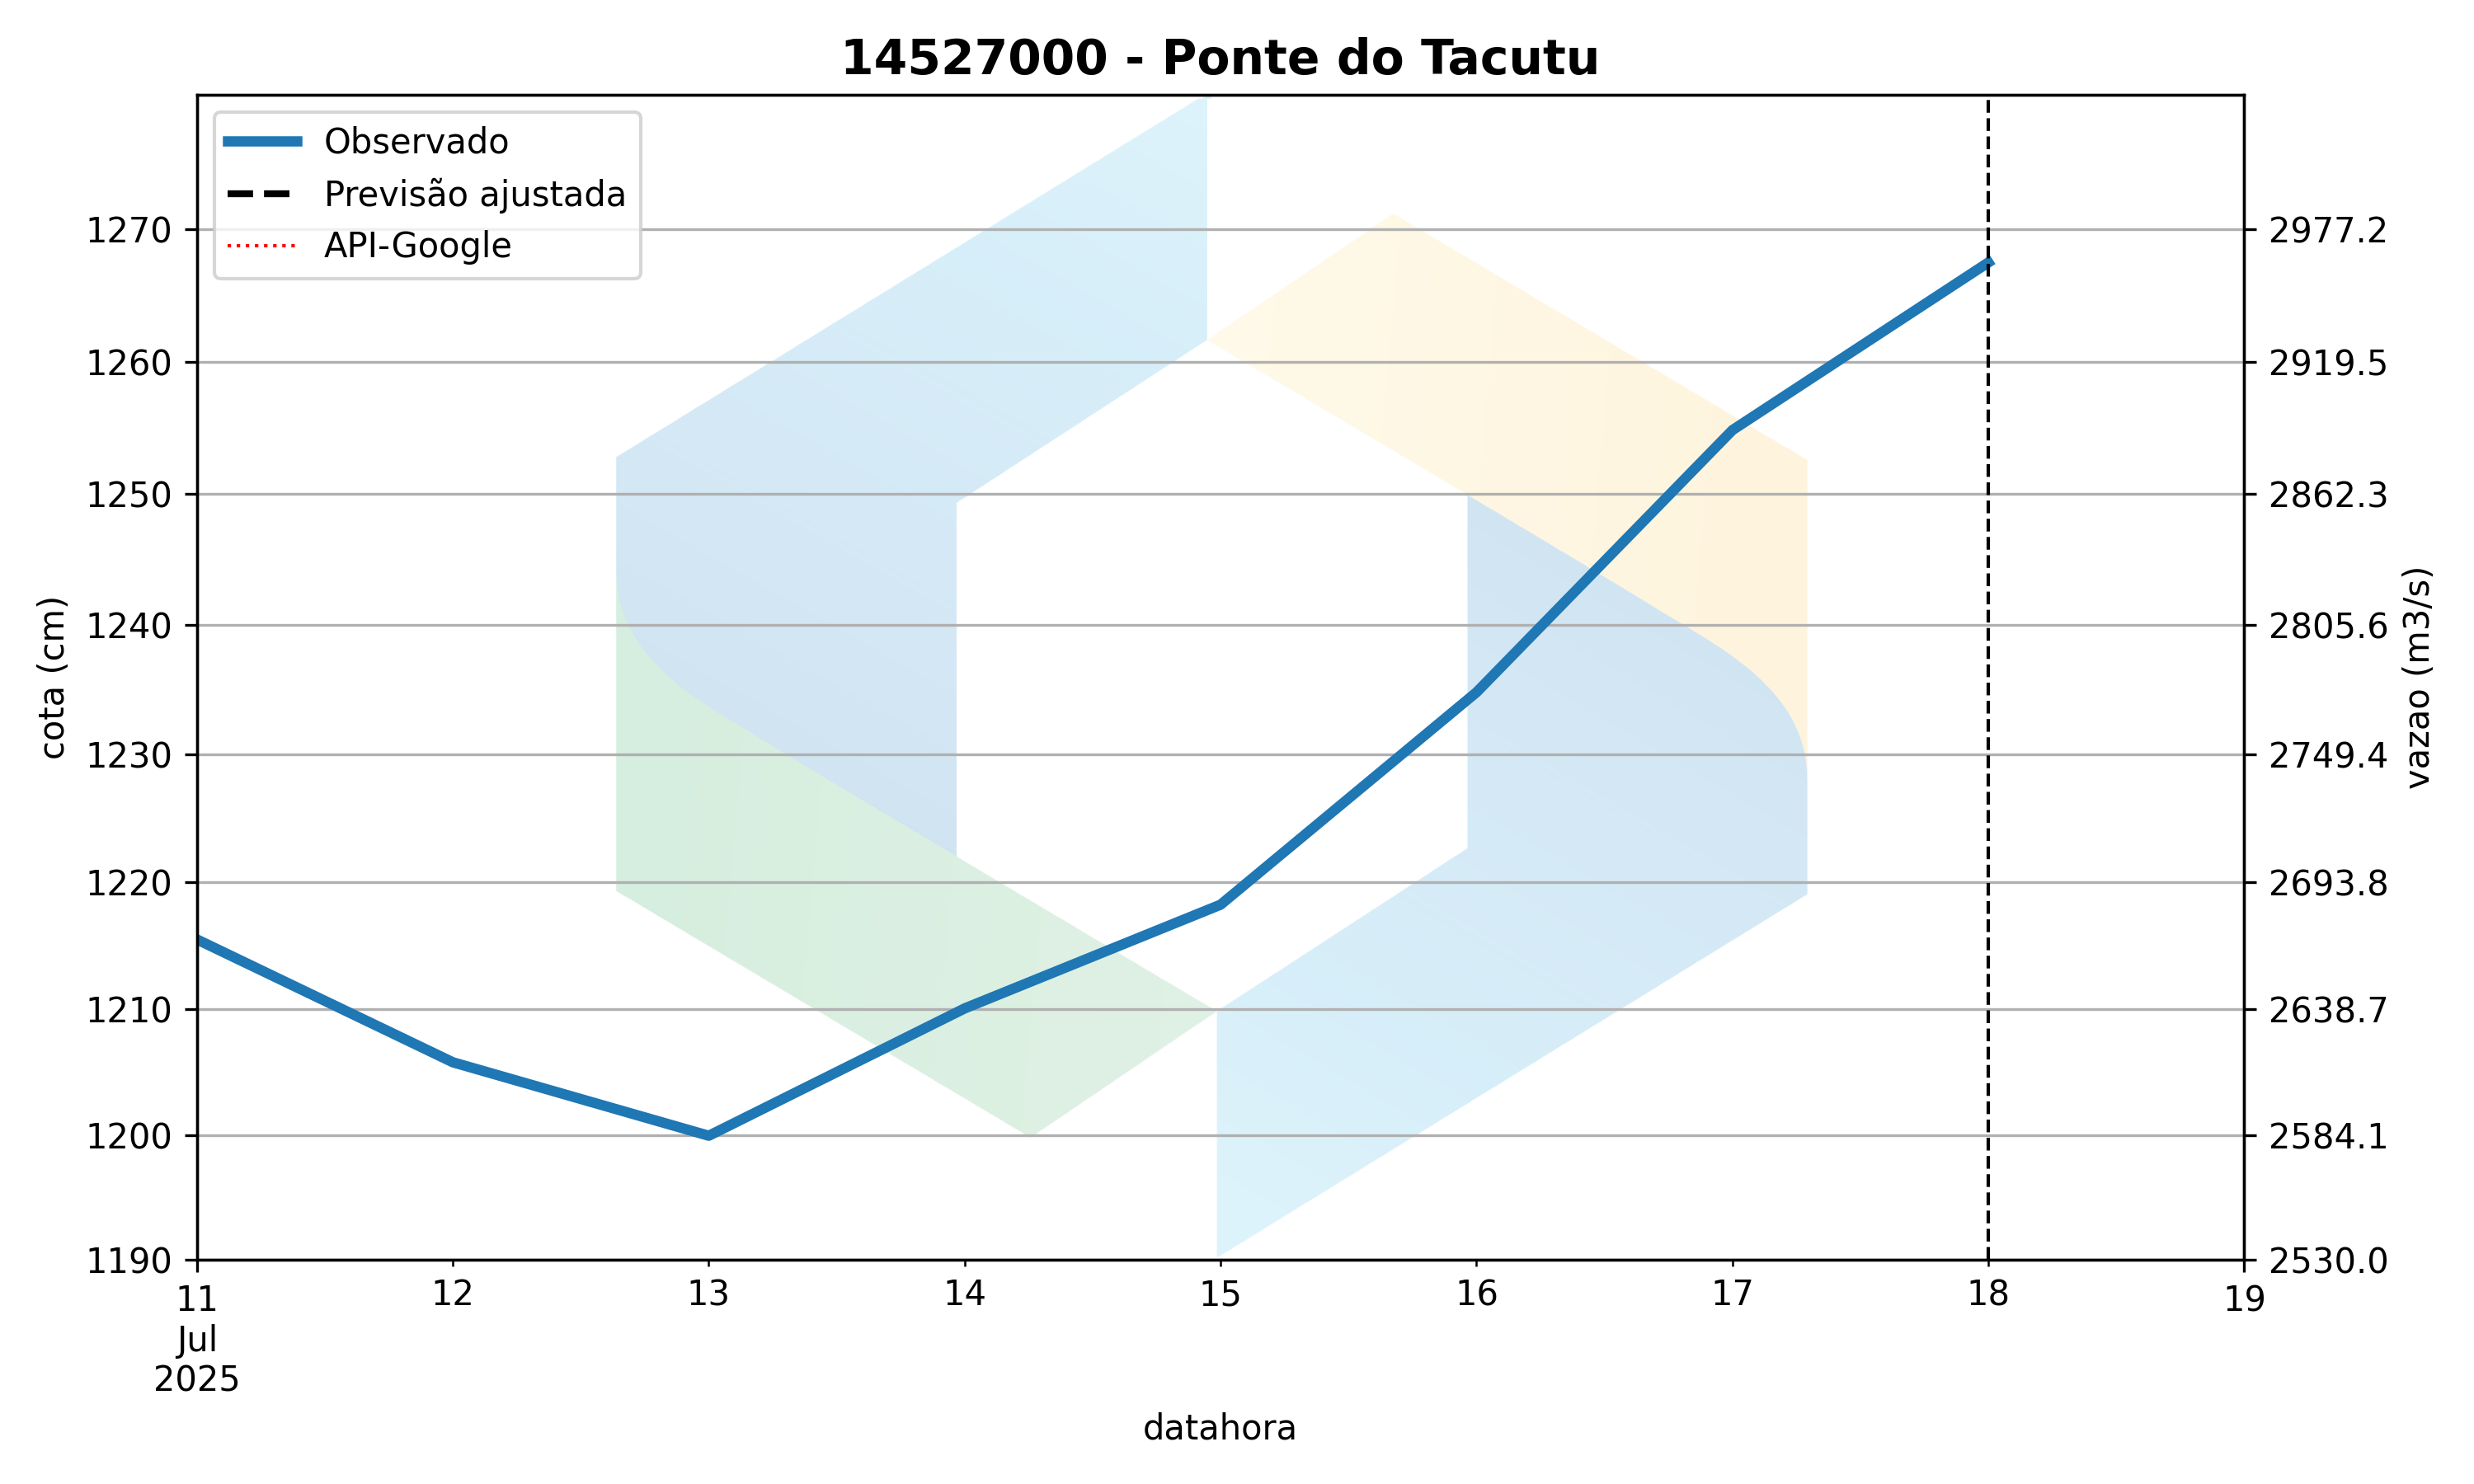 14527000 - Ponte do Tacutu
Observado
Previsão ajustada
API-Google
1270
1260
1250
1240
1230
1220
1210
1200
1190
cota (cm)
2977.2
2919.5
2862.3
2805.6
2749.4
2693.8
2638.7
2584.1
2530.0
vazao (m3/s)
11 12 13 14 15 16 17 18 19
Jul
2025
datahora